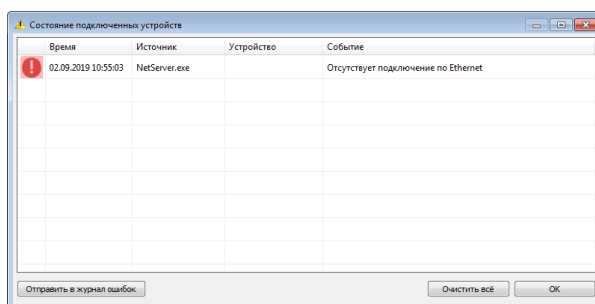 Состояние подключенных устройств
Время Источник Устройство Событие
02.09.2019 10:55:03 NetServer.exe Отсутствует подключение по Ethernet
Отправить в журнал ошибок Очистить всё ОК